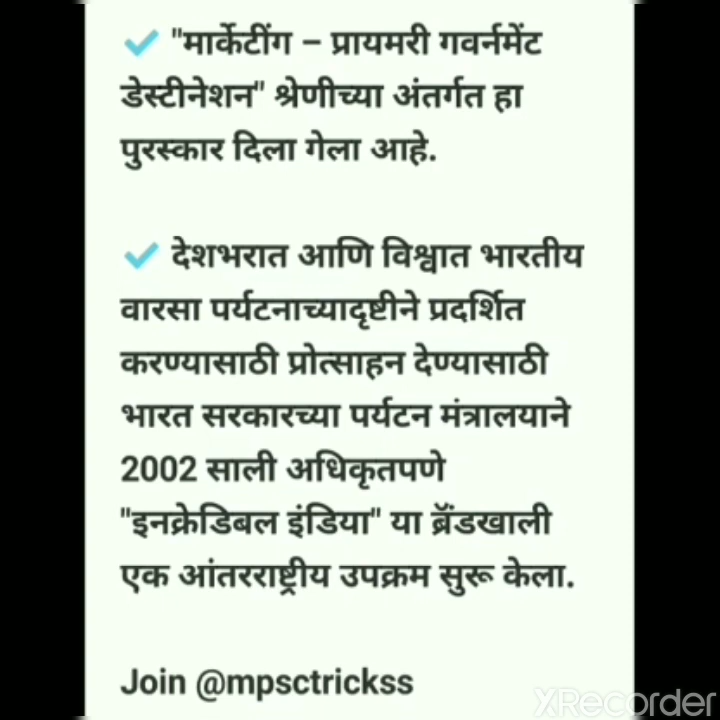 ✅ "मार्केटींग – प्रायमरी गवर्नमेंट
डेस्टीनेशन" श्रेणीच्या अंतर्गत हा
पुरस्कार दिला गेला आहे.
✅ देशभरात आणि विश्वात भारतीय
वारसा पर्यटनाच्यादृष्टीने प्रदर्शित
करण्यासाठी प्रोत्साहन देण्यासाठी
भारत सरकारच्या पर्यटन मंत्रालयाने
2002 साली अधिकृतपणे
"इनक्रेडिबल इंडिया" या ब्रॅंडखाली
एक आंतरराष्ट्रीय उपक्रम सुरू केला.
Join @mpsctrickss
XRecorder